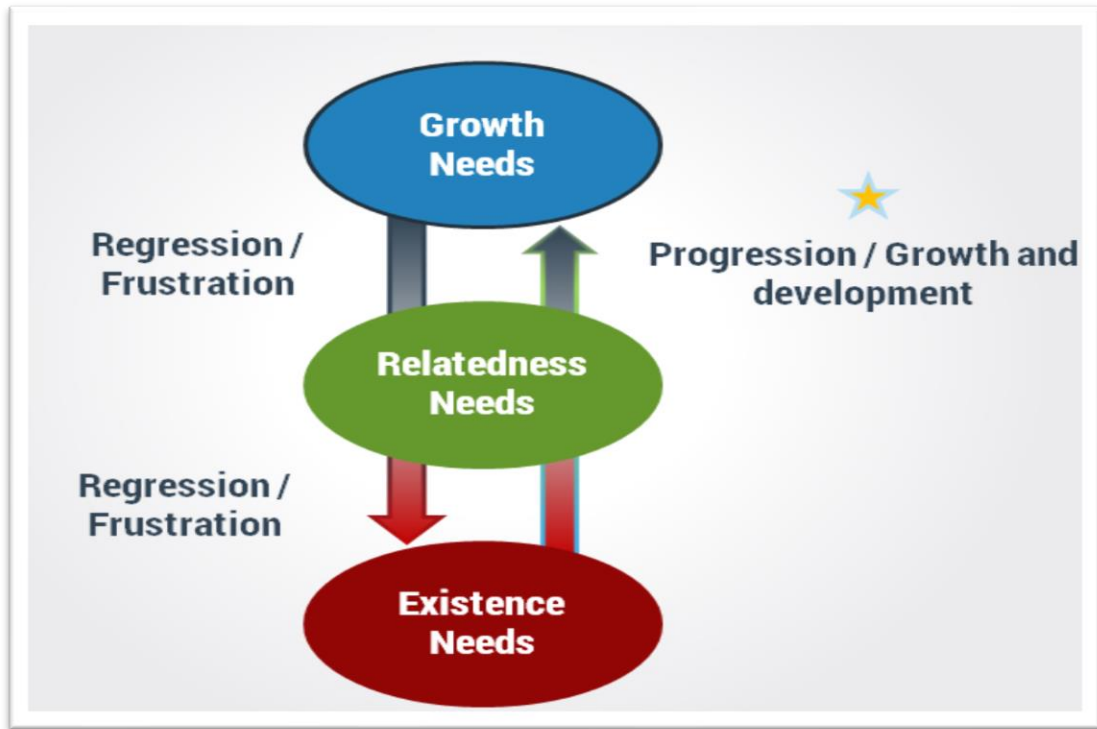 Growth
Needs
Regression /
Frustration
Progression / Growth and
development
Relatedness
Needs
Regression /
Frustration
Existence
Needs